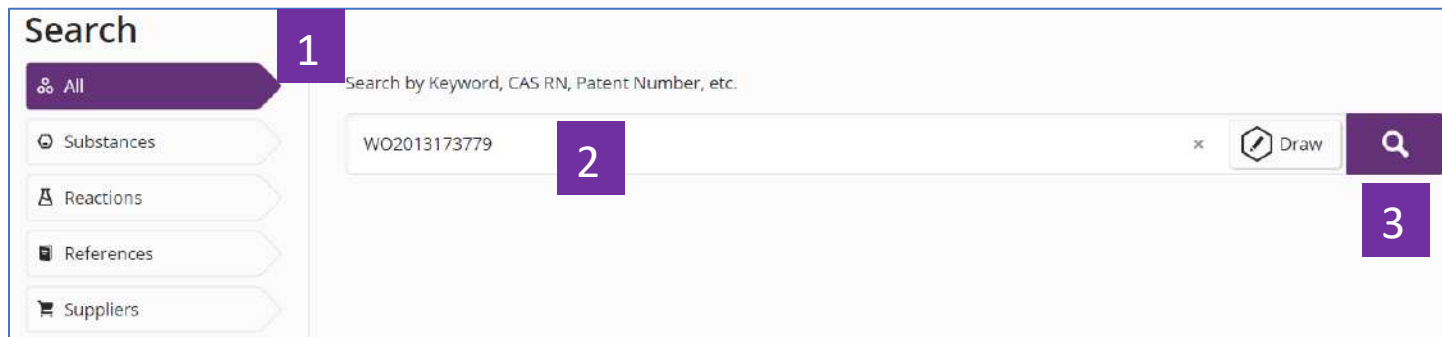 Search
1
All
Search by Keyword, CAS RN, Patent Number, etc.
Substances
WO2013173779
2
× Draw
Reactions
3
References
Suppliers